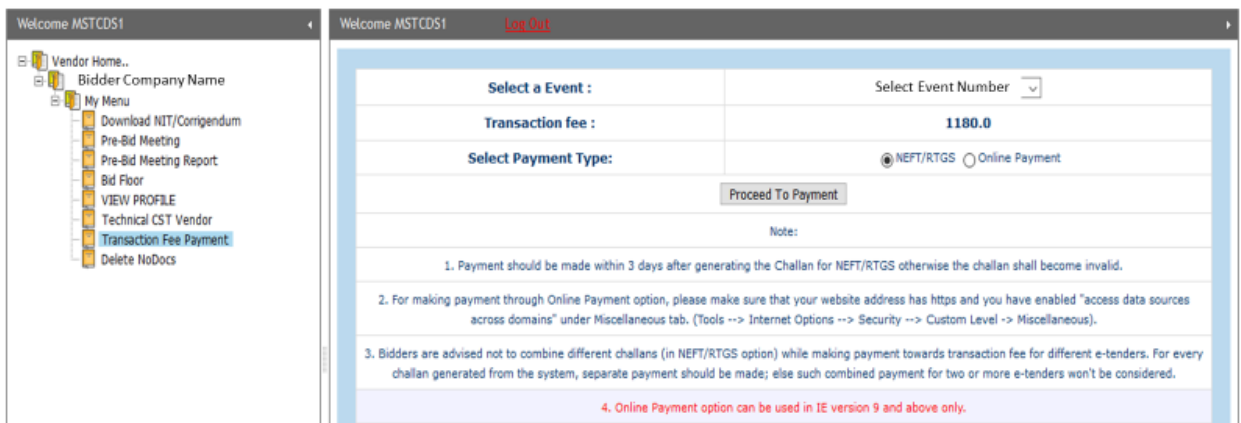 Welcome MSTCDS1
Vendor Home..
Bidder Company Name
My Menu
Download NIT/Corrigendum
Pre-Bid Meeting
Pre-Bid Meeting Report
Bid Floor
VIEW PROFILE
Technical CST Vendor
Transaction Fee Payment
Delete NoDocs
Welcome MSTCDS1 Log Out
Select a Event : Select Event Number
Transaction fee : 1180.0
Select Payment Type: NEFT/RTGS Online Payment
Proceed To Payment
Note:
1. Payment should be made within 3 days after generating the Challan for NEFT/RTGS otherwise the challan shall become invalid.
2. For making payment through Online Payment option, please make sure that your website address has https and you have enabled "access data sources
across domains" under Miscellaneous tab. (Tools --> Internet Options --> Security --> Custom Level -> Miscellaneous).
3. Bidders are advised not to combine different challans (in NEFT/RTGS option) while making payment towards transaction fee for different e-tenders. For every
challan generated from the system, separate payment should be made; else such combined payment for two or more e-tenders won't be considered.
4. Online Payment option can be used in IE version 9 and above only.